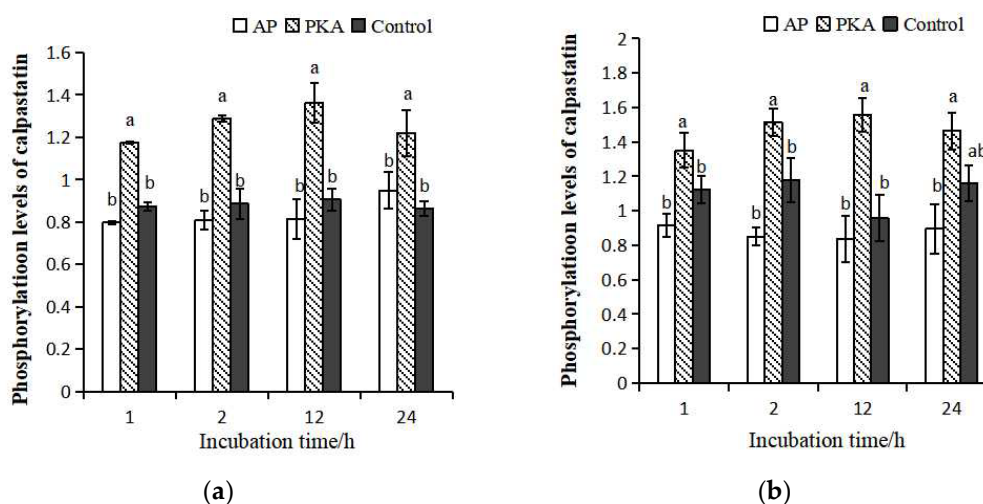 AP PKA Control
Phosphorylatioon levels of calpastatin
1.6
1.4
1.2
1
0.8
0.6
0.4
0.2
0
a
b
b
a
b
b
a
b
b
a
b
b
1 2 12 24
Incubation time/h
(a)
AP PKA Control
Phosphorylatioon levels of calpastatin
2
1.8
1.6
1.4
1.2
1
0.8
0.6
0.4
0.2
0
b
a
b
b
a
b
b
a
b
b
a
ab
1 2 12 24
Incubation time/h
(b)